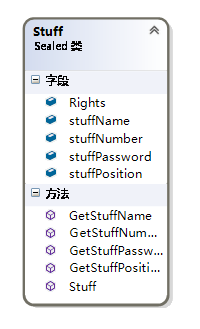 Stuff
Sealed 类
字段
Rights
stuffName
stuffNumber
stuffPassword
stuffPosition
方法
GetStuffName
GetStuffNum...
GetStuffPassw...
GetStuffPositi...
Stuff